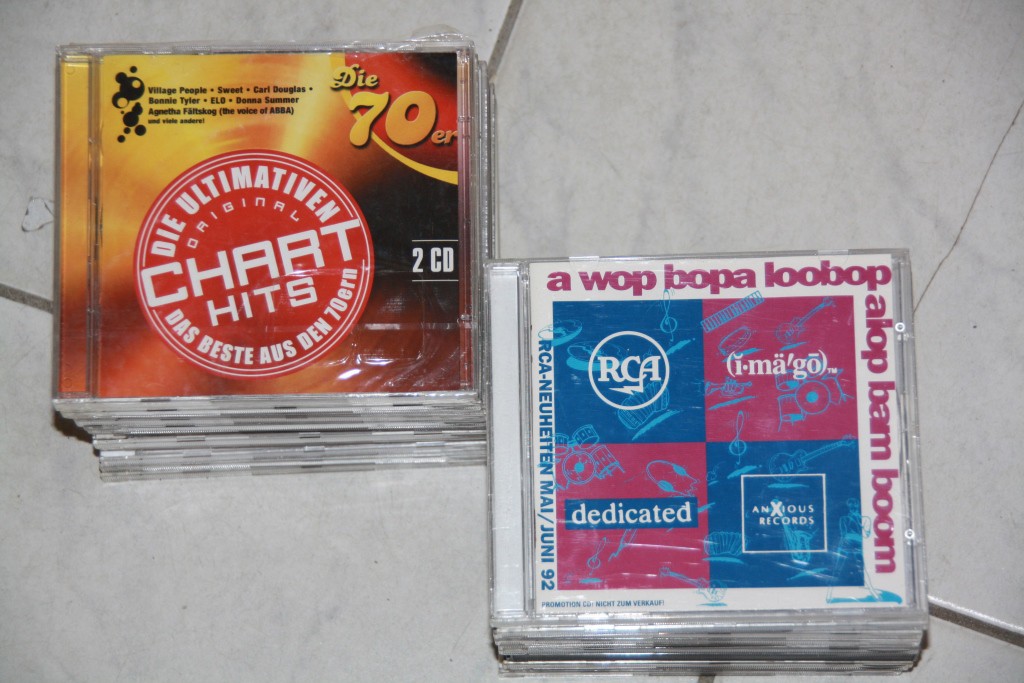 Village People • Sweet • Carl Douglas •
Bonnie Tyler • ELO • Donna Summer
Agnetha Fältskog (the voice of ABBA)
und viele andere!
Die
70er
DIE ULTIMATIVEN
ORIGINAL
CHART
HITS
DAS BESTE AUS DEN 70ern
2 CD
a wop bopa loobop
alop bam boom
RCA-NEUHEITEN MAI/JUNI 92
RCA
(i·mä'gō)™
dedicated
ANXIOUS
RECORDS
PROMOTION CD: NICHT ZUM VERKAUF!